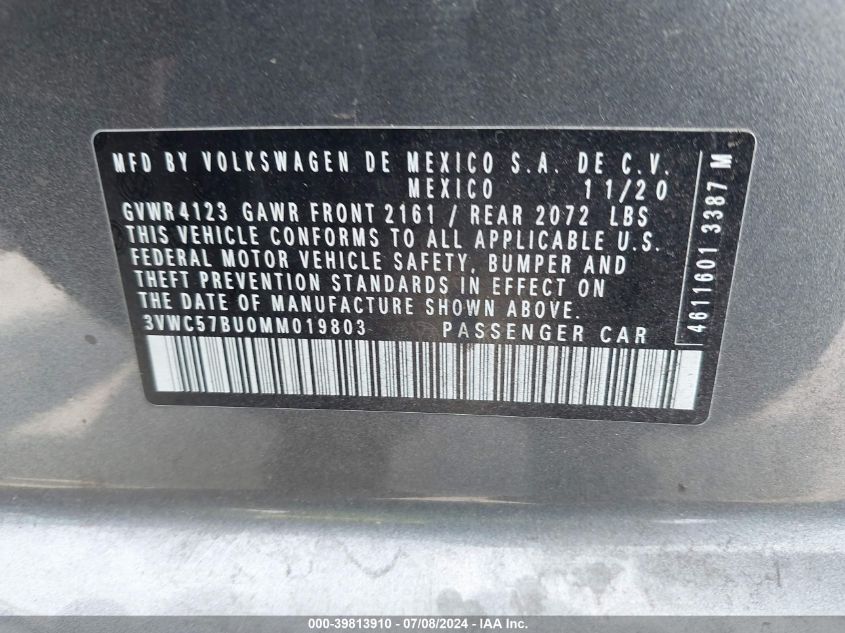 MFD BY VOLKSWAGEN DE MEXICO S.A. DE C.V.
MEXICO 11/20
GVWR 4123 GAWR FRONT 2161 / REAR 2072 LBS
THIS VEHICLE CONFORMS TO ALL APPLICABLE U.S.
FEDERAL MOTOR VEHICLE SAFETY, BUMPER AND
THEFT PREVENTION STANDARDS IN EFFECT ON
THE DATE OF MANUFACTURE SHOWN ABOVE.
3VWC57BU0MM019803 PASSENGER CAR
4611601 3387 M
000-39813910 - 07/08/2024 - IAA Inc.